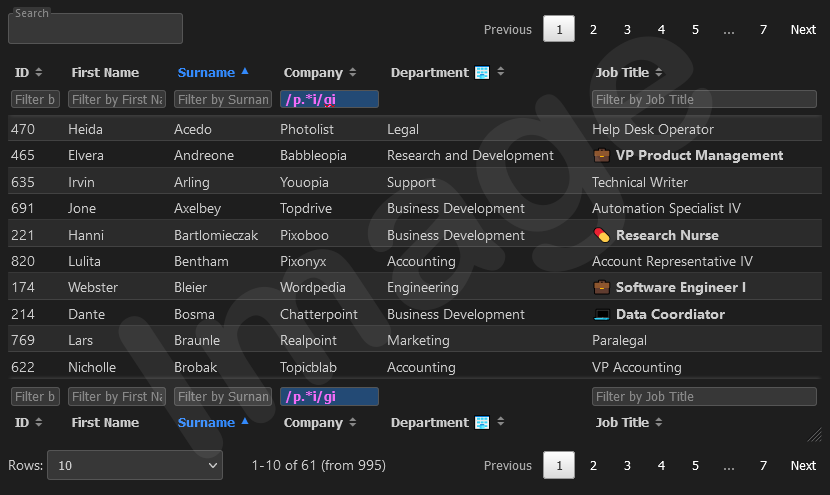 Search
Previous 1 2 3 4 5 ... 7 Next
ID First Name Surname Company Department Job Title
Filter b Filter by First Na Filter by Surnan /p.*i/gi Filter by Job Title
470 Heida Acedo Photolist Legal Help Desk Operator
465 Elvera Andreone Babbleopia Research and Development VP Product Management
635 Irvin Arling Youopia Support Technical Writer
691 Jone Axelbey Topdrive Business Development Automation Specialist IV
221 Hanni Bartlomieczak Pixoboo Business Development Research Nurse
820 Lulita Bentham Pixonyx Accounting Account Representative IV
174 Webster Bleier Wordpedia Engineering Software Engineer I
214 Dante Bosma Chatterpoint Business Development Data Coordiator
769 Lars Braunle Realpoint Marketing Paralegal
622 Nicholle Brobak Topicblab Accounting VP Accounting
Filter b Filter by First Na Filter by Surnan /p.*i/gi Filter by Job Title
ID First Name Surname Company Department Job Title
Rows: 10 1-10 of 61 (from 995) Previous 1 2 3 4 5 ... 7 Next
Image